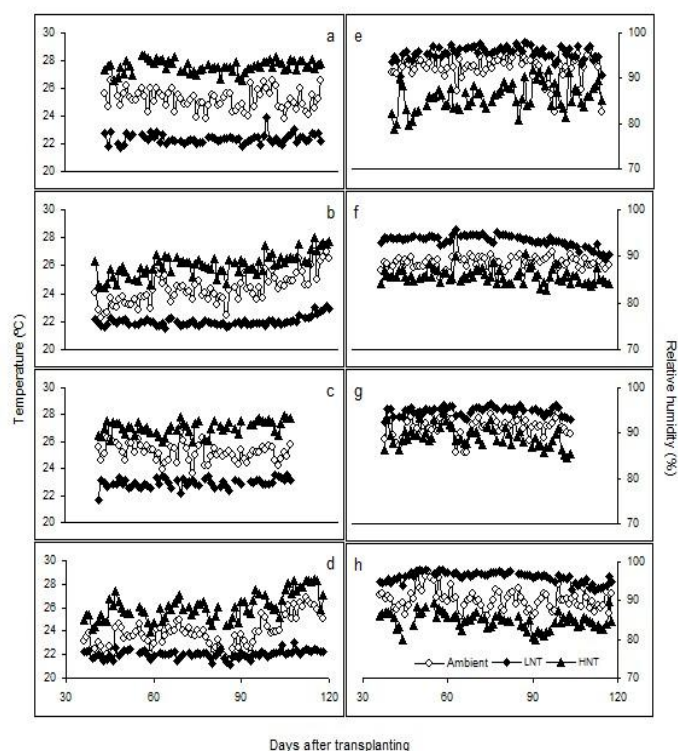 30
28
26
24
22
20
a
e
100
90
80
70
30
28
26
24
22
20
b
f
100
90
80
70
Temperature (ºC)
Relative humidity (%)
30
28
26
24
22
20
c
g
100
90
80
70
30
28
26
24
22
20
d
h
100
90
80
70
Ambient LNT HNT
30 60 90 120
30 60 90 120
Days after transplanting